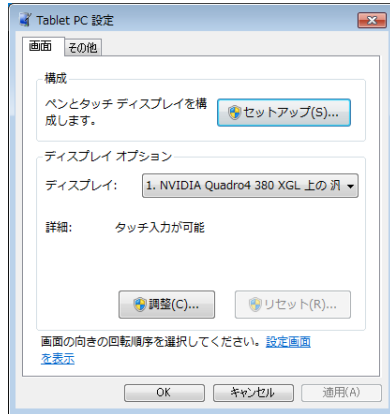 Tablet PC 設定
画面 その他
構成
ペンとタッチ ディスプレイを構
成します。
セットアップ(S)...
ディスプレイ オプション
ディスプレイ: 1. NVIDIA Quadro4 380 XGL 上の 汎
詳細: タッチ入力が可能
調整(C)... リセット(R)...
画面の向きの回転順序を選択してください。設定画面
を表示
OK キャンセル 適用(A)